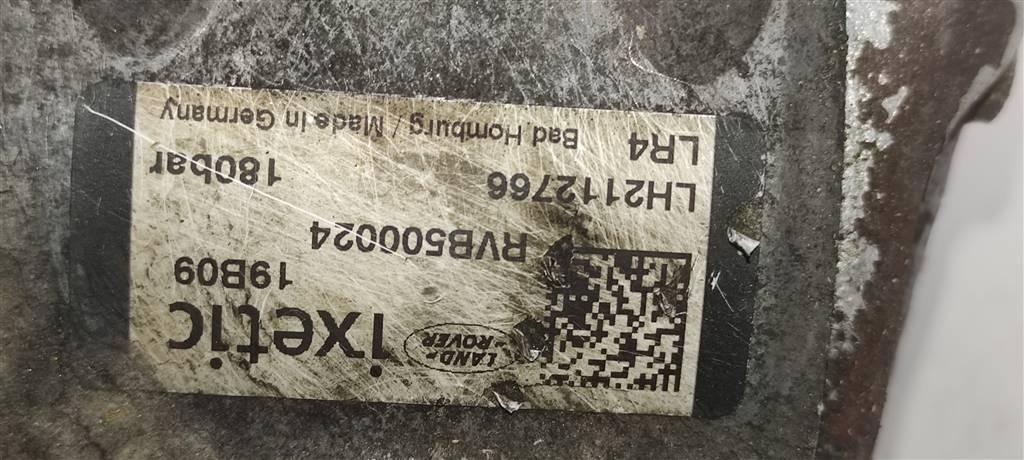 LAND-
ROVER
ixetic
RVB500024 19B09
LH2112766 180bar
LR4 Bad Homburg / Made in Germany